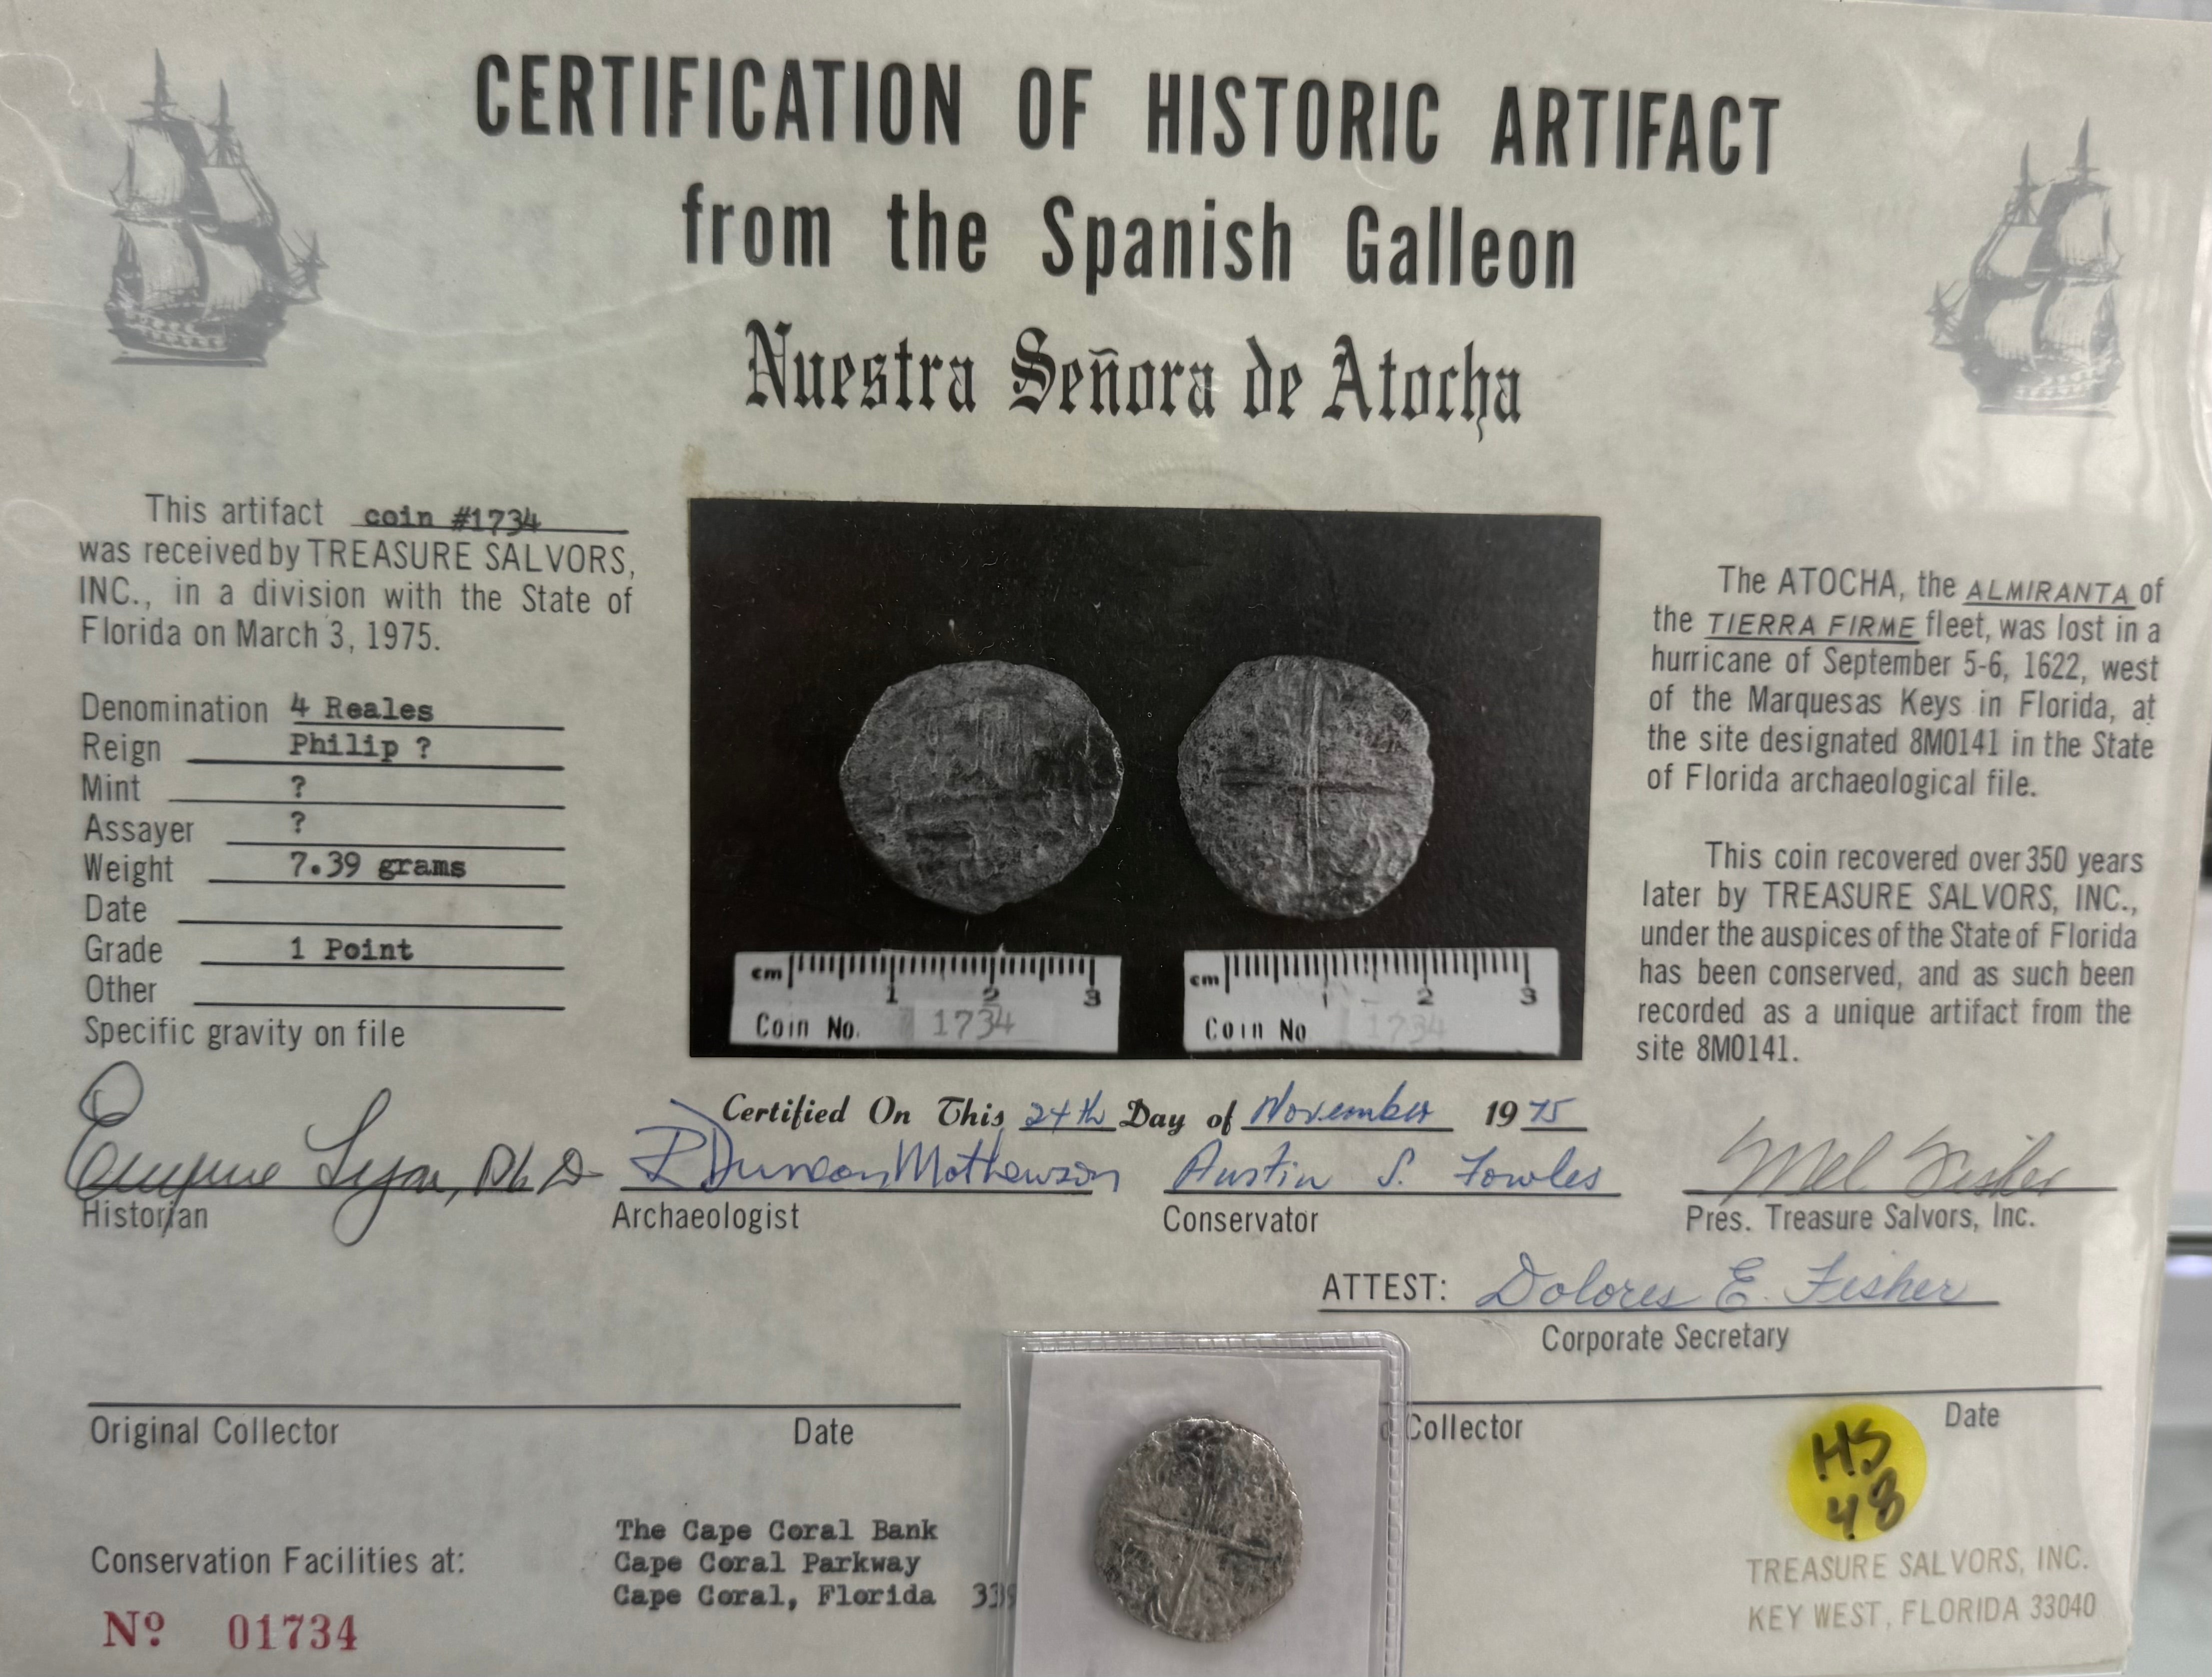 CERTIFICATION OF HISTORIC ARTIFACT
from the Spanish Galleon
Nuestra Señora de Atocha
This artifact coin #1734
was received by TREASURE SALVORS,
INC., in a division with the State of
Florida on March 3, 1975.
Denomination 4 Reales
Reign Philip ?
Mint ?
Assayer ?
Weight 7.39 grams
Date
Grade 1 Point
Other
Specific gravity on file
cm 1 2 3
Coin No. 1734
cm 1 2 3
Coin No 1734
The ATOCHA, the ALMIRANTA of
the TIERRA FIRME fleet, was lost in a
hurricane of September 5-6, 1622, west
of the Marquesas Keys in Florida, at
the site designated 8MO141 in the State
of Florida archaeological file.
This coin recovered over 350 years
later by TREASURE SALVORS, INC.,
under the auspices of the State of Florida
has been conserved, and as such been
recorded as a unique artifact from the
site 8MO141.
Certified On This 24th Day of November 1975
Eugene Lyon, Ph.D
Historian
R Duncan Mathewson
Archaeologist
Austin S. Fowles
Conservator
Mel Fisher
Pres. Treasure Salvors, Inc.
ATTEST: Dolores E. Fisher
Corporate Secretary
Original Collector Date
Collector Date
HS
48
Conservation Facilities at:
The Cape Coral Bank
Cape Coral Parkway
Cape Coral, Florida 339
Nº 01734
TREASURE SALVORS, INC.
KEY WEST, FLORIDA 33040